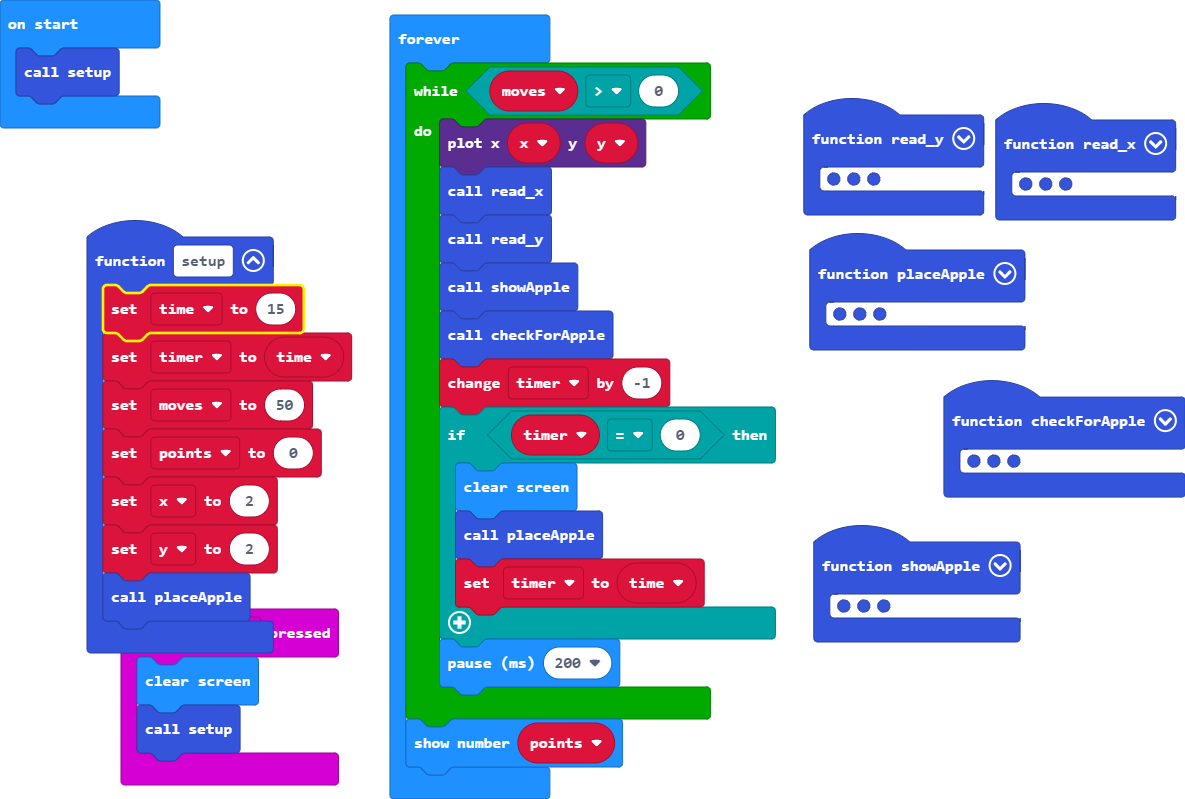 on start
call setup
function setup
set time to 15
set timer to time
set moves to 50
set points to 0
set x to 2
set y to 2
call placeApple
pressed
clear screen
call setup
forever
while moves > 0
do
plot x x y y
call read_x
call read_y
call showApple
call checkForApple
change timer by -1
if timer = 0 then
clear screen
call placeApple
set timer to time
pause (ms) 200
show number points
function read_y
function read_x
function placeApple
function checkForApple
function showApple